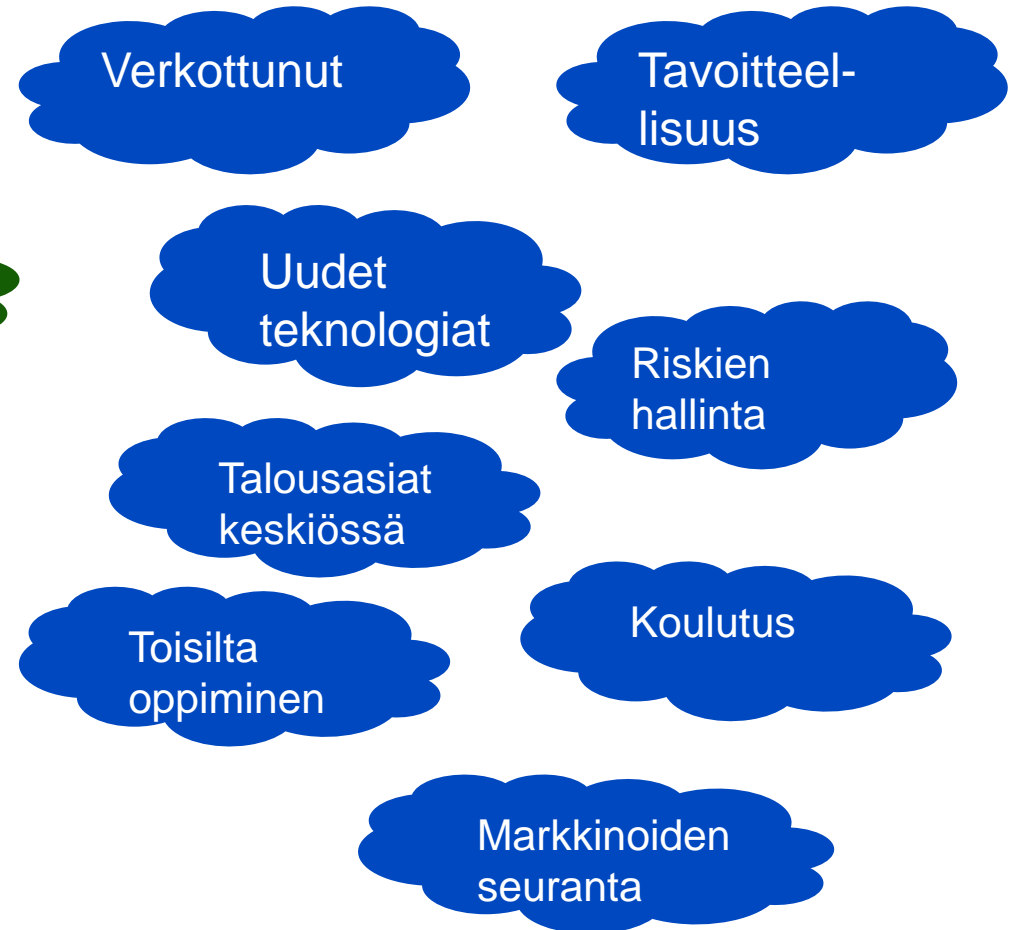 Verkottunut
Tavoitteel-
lisuus
Uudet
teknologiat
Riskien
hallinta
Talousasiat
keskiössä
Koulutus
Toisilta
oppiminen
Markkinoiden
seuranta